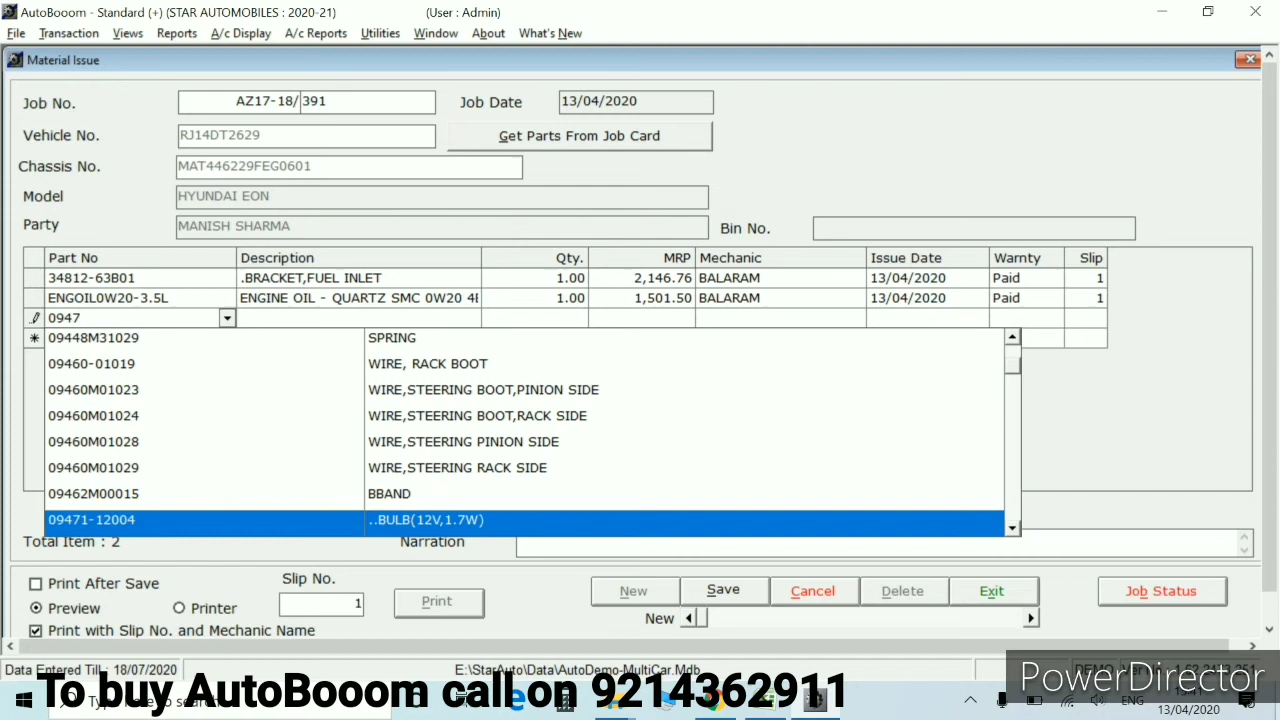 AutoBooom - Standard (+) (STAR AUTOMOBILES : 2020-21) (User : Admin)
File Transaction Views Reports A/c Display A/c Reports Utilities Window About What's New
Material Issue
Job No. AZ17-18/391 Job Date 13/04/2020
Vehicle No. RJ14DT2629 Get Parts From Job Card
Chassis No. MAT446229FEG0601
Model HYUNDAI EON
Party MANISH SHARMA Bin No.
Part No Description Qty. MRP Mechanic Issue Date Warnty Slip
34812-63B01 .BRACKET,FUEL INLET 1.00 2,146.76 BALARAM 13/04/2020 Paid 1
ENGOIL0W20-3.5L ENGINE OIL - QUARTZ SMC 0W20 1.00 1,501.50 BALARAM 13/04/2020 Paid 1
0947
09448M31029 SPRING
09460-01019 WIRE, RACK BOOT
09460M01023 WIRE,STEERING BOOT,PINION SIDE
09460M01024 WIRE,STEERING BOOT,RACK SIDE
09460M01028 WIRE,STEERING PINION SIDE
09460M01029 WIRE,STEERING RACK SIDE
09462M00015 BBAND
09471-12004 ..BULB(12V,1.7W)
Total Item : 2 Narration
Print After Save Slip No. 1 Print New Save Cancel Delete Exit Job Status
Preview Printer
New
Print with Slip No. and Mechanic Name
Data Entered Till : 18/07/2020 E:\StarAuto\Data\AutoDemo-MultiCar.Mdb
PowerDirector
To buy AutoBooom call on 9214362911
ENG
13/04/2020